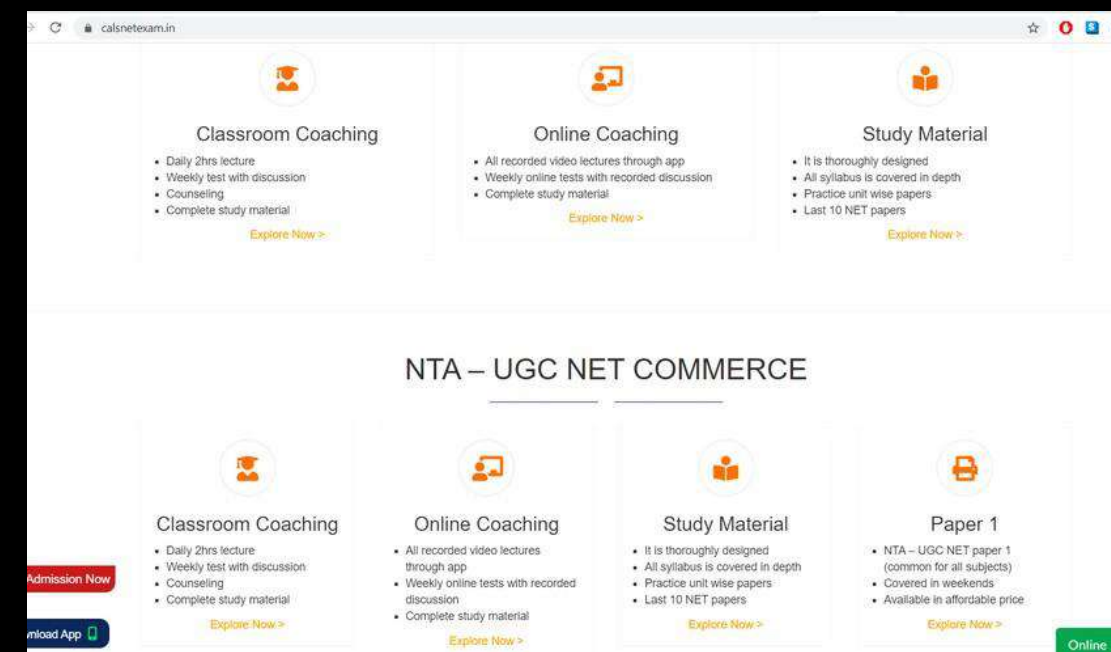 calsnetexam.in
Classroom Coaching
Daily 2hrs lecture
Weekly test with discussion
Counseling
Complete study material
Explore Now >
Online Coaching
All recorded video lectures through app
Weekly online tests with recorded discussion
Complete study material
Explore Now >
Study Material
It is thoroughly designed
All syllabus is covered in depth
Practice unit wise papers
Last 10 NET papers
Explore Now >
NTA – UGC NET COMMERCE
Classroom Coaching
Daily 2hrs lecture
Weekly test with discussion
Counseling
Complete study material
Explore Now >
Online Coaching
All recorded video lectures
through app
Weekly online tests with recorded
discussion
Complete study material
Explore Now >
Study Material
It is thoroughly designed
All syllabus is covered in depth
Practice unit wise papers
Last 10 NET papers
Explore Now >
Paper 1
NTA – UGC NET paper 1
(common for all subjects)
Covered in weekends
Available in affordable price
Explore Now >
Admission Now
nload App
Online